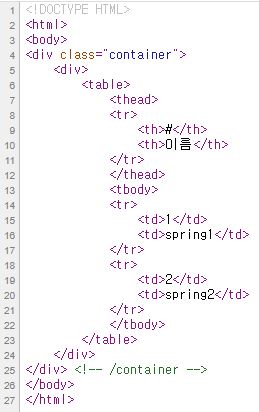 1 <!DOCTYPE HTML>
2 <html>
3 <body>
4 <div class="container">
5     <div>
6         <table>
7             <thead>
8             <tr>
9                 <th>#</th>
10                 <th>이름</th>
11             </tr>
12             </thead>
13             <tbody>
14             <tr>
15                 <td>1</td>
16                 <td>spring1</td>
17             </tr>
18             <tr>
19                 <td>2</td>
20                 <td>spring2</td>
21             </tr>
22             </tbody>
23         </table>
24     </div>
25 </div> <!-- /container -->
26 </body>
27 </html>